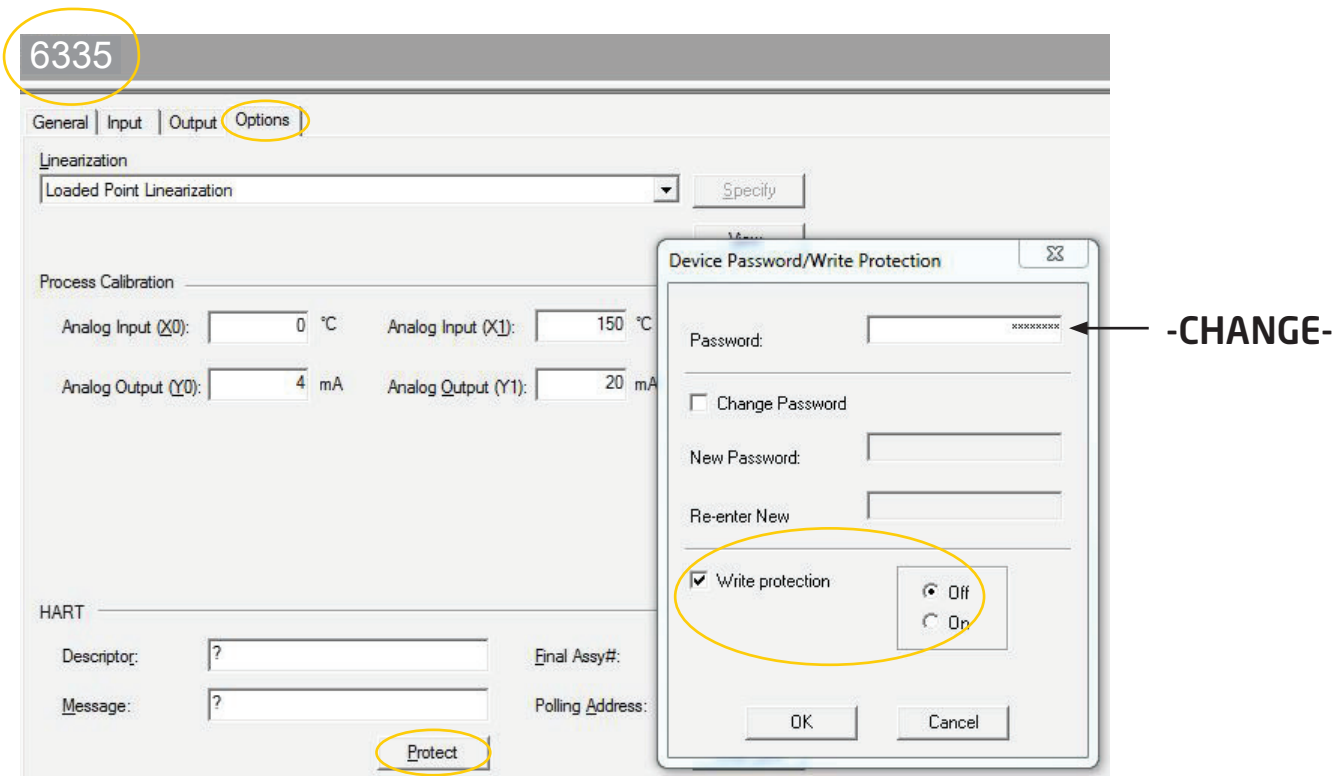 6335
General Input Output Options
Linearization
Loaded Point Linearization Specify
View
Process Calibration
Analog Input (X0): 0 °C Analog Input (X1): 150 °C
Analog Output (Y0): 4 mA Analog Output (Y1): 20 mA
HART
Descriptor: ? Final Assy#:
Message: ? Polling Address:
Protect
Device Password/Write Protection
Password: ******** -CHANGE-
Change Password
New Password:
Re-enter New
Write protection Off
On
OK Cancel